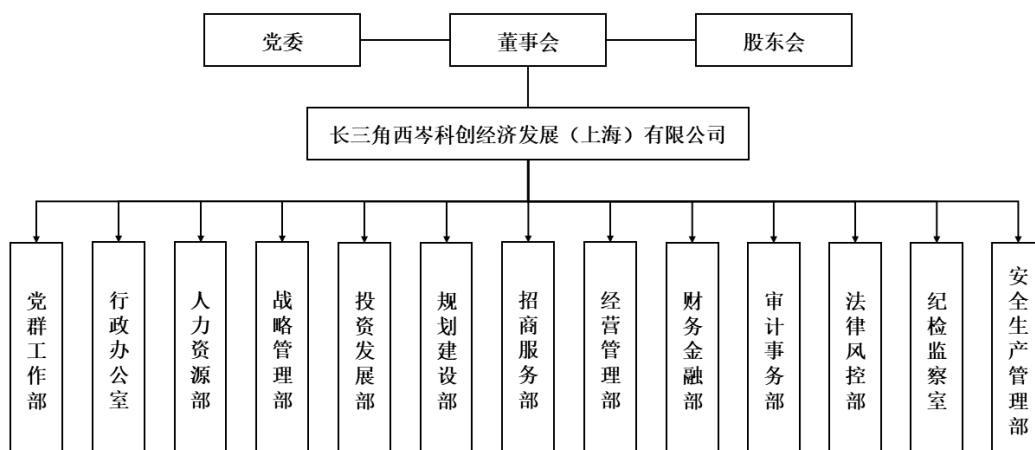 党委
董事会
股东会
长三角西岑科创经济发展（上海）有限公司
党群工作部
行政办公室
人力资源部
战略管理部
投资发展部
规划建设部
招商服务部
经营管理部
财务金融部
审计事务部
法律风控部
纪检监察室
安全生产管理部